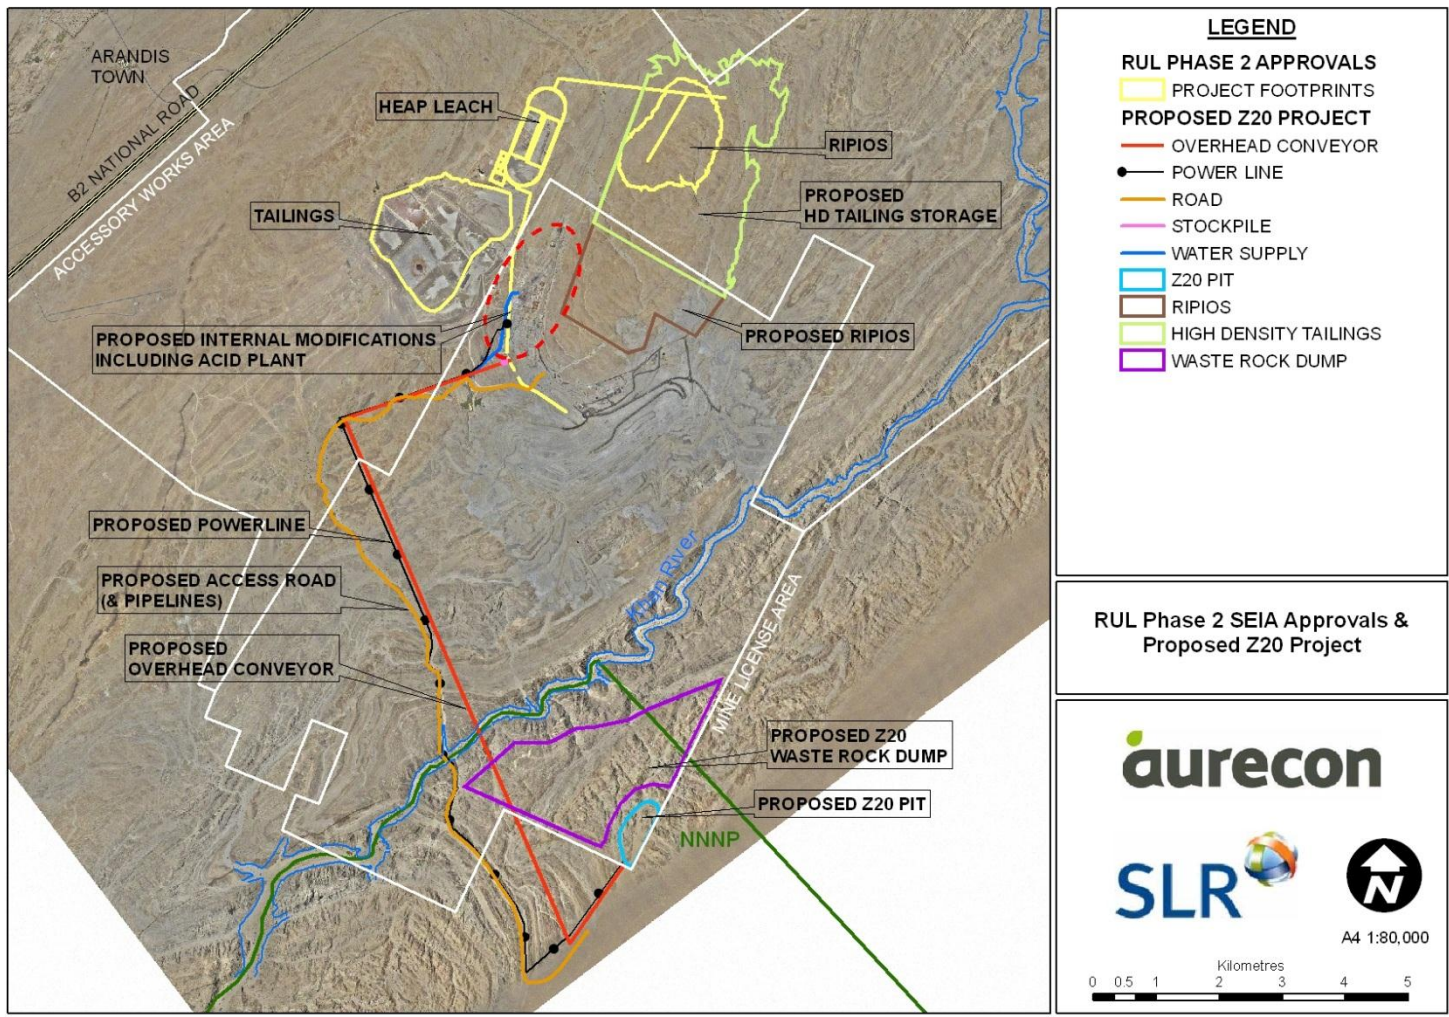 ARANDIS
TOWN
B2 NATIONAL ROAD
ACCESSORY WORKS AREA
HEAP LEACH
RIPIOS
TAILINGS
PROPOSED
HD TAILING STORAGE
PROPOSED INTERNAL MODIFICATIONS
INCLUDING ACID PLANT
PROPOSED RIPIOS
PROPOSED POWERLINE
PROPOSED ACCESS ROAD
(& PIPELINES)
PROPOSED
OVERHEAD CONVEYOR
Khan River
MINE LICENSE AREA
PROPOSED Z20
WASTE ROCK DUMP
PROPOSED Z20 PIT
NNNP
LEGEND
RUL PHASE 2 APPROVALS
PROJECT FOOTPRINTS
PROPOSED Z20 PROJECT
OVERHEAD CONVEYOR
POWER LINE
ROAD
STOCKPILE
WATER SUPPLY
Z20 PIT
RIPIOS
HIGH DENSITY TAILINGS
WASTE ROCK DUMP
RUL Phase 2 SEIA Approvals &
Proposed Z20 Project
aurecon
SLR
N
A4 1:80,000
Kilometres
0 0.5 1 2 3 4 5